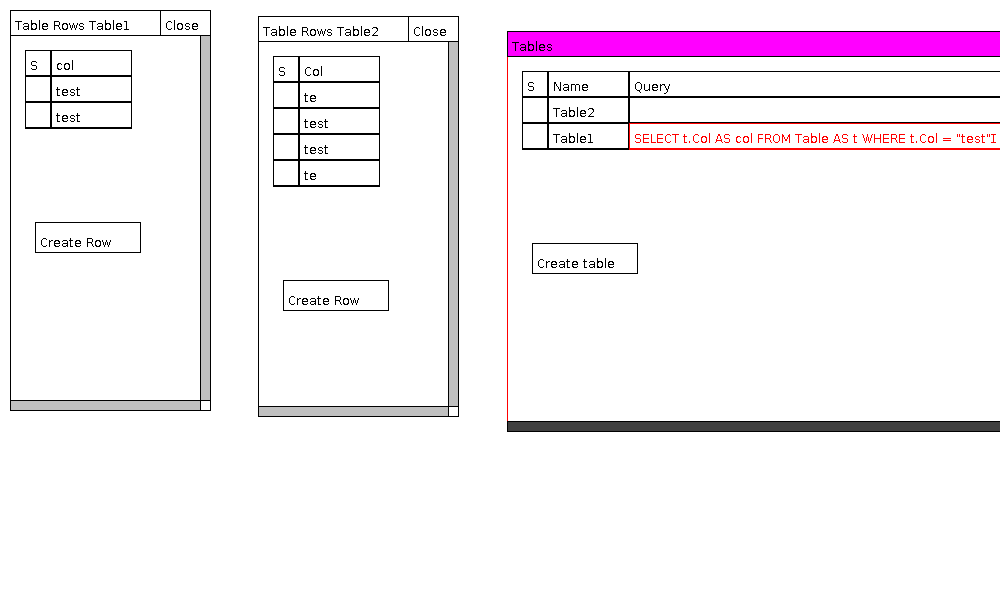 Table Rows Table1 Close
S col
test
test
Create Row
Table Rows Table2 Close
S Col
te
test
test
te
Create Row
Tables
S Name Query
Table2
Table1 SELECT t.Col AS col FROM Table AS t WHERE t.Col = "test"I
Create table